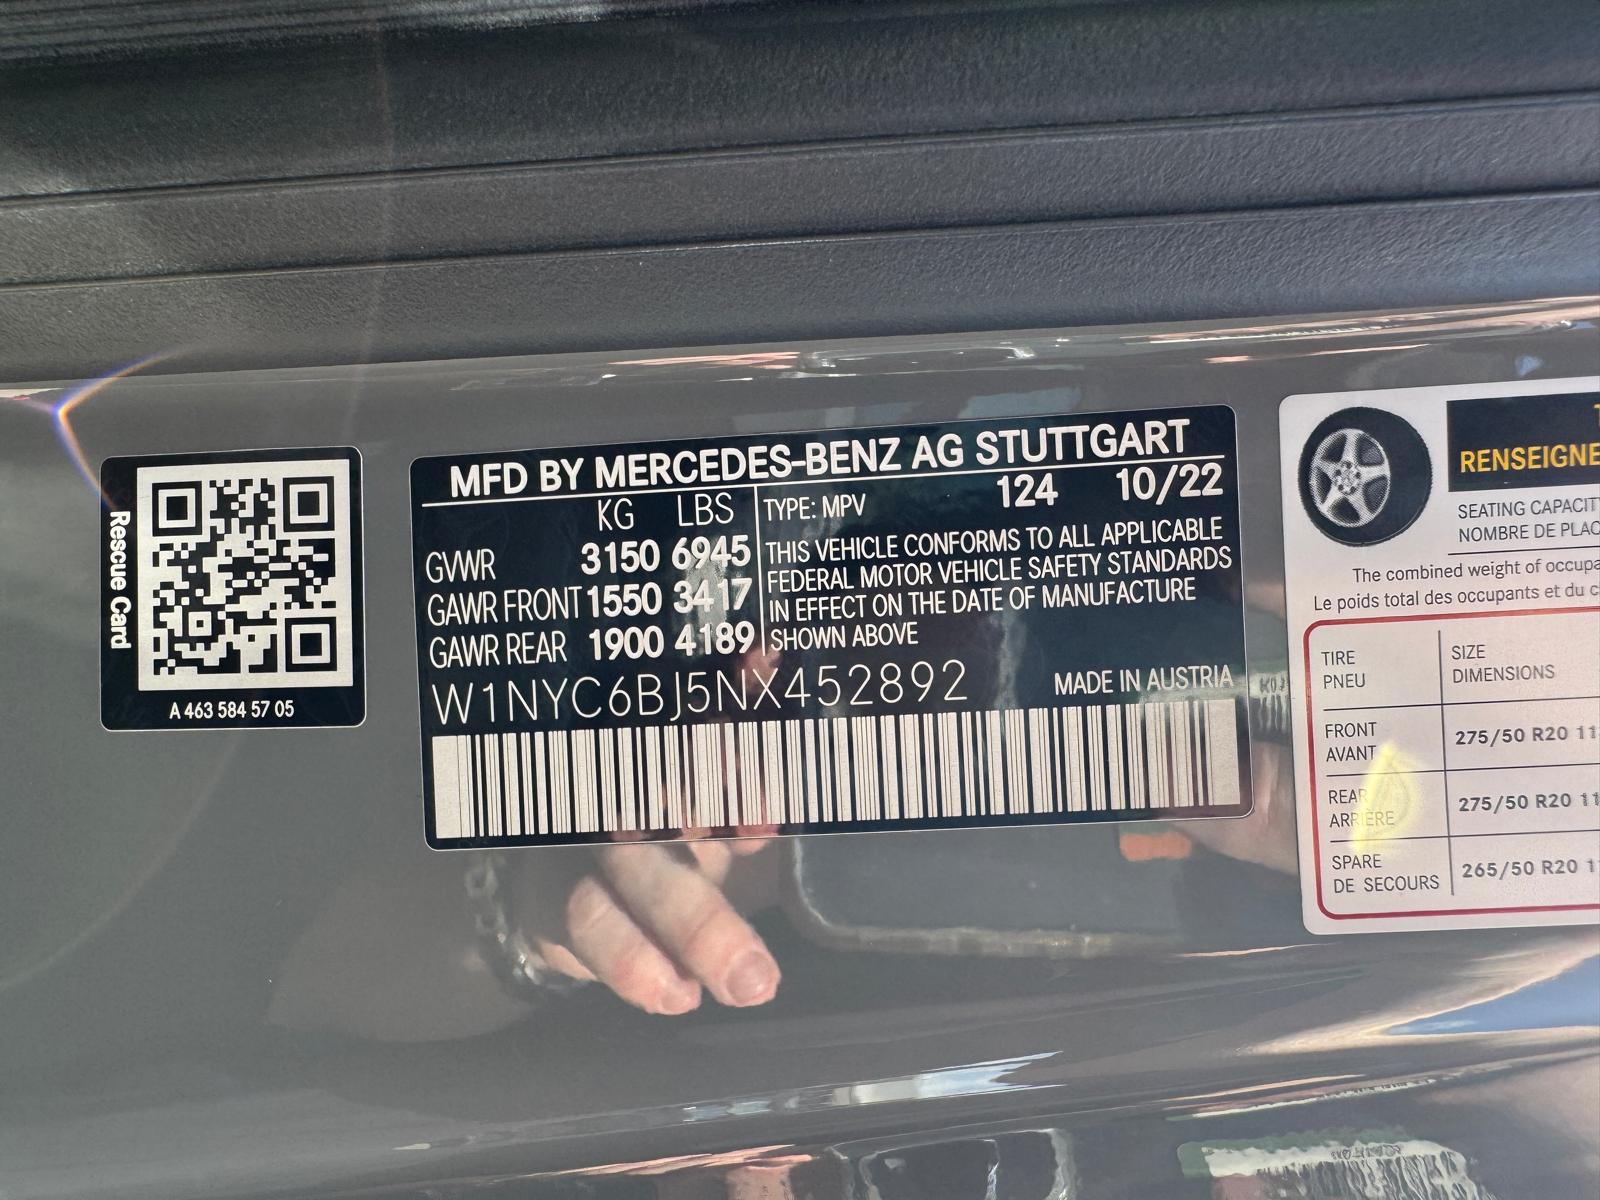 Rescue Card
A 463 584 57 05
MFD BY MERCEDES-BENZ AG STUTTGART
KG LBS
GVWR 3150 6945
GAWR FRONT 1550 3417
GAWR REAR 1900 4189
TYPE: MPV 124 10/22
THIS VEHICLE CONFORMS TO ALL APPLICABLE
FEDERAL MOTOR VEHICLE SAFETY STANDARDS
IN EFFECT ON THE DATE OF MANUFACTURE
SHOWN ABOVE
W1NYC6BJ5NX452892
MADE IN AUSTRIA
RENSEIGNE
SEATING CAPACIT
NOMBRE DE PLAC
The combined weight of occupa
Le poids total des occupants et du c
TIRE SIZE
PNEU DIMENSIONS
FRONT
AVANT 275/50 R20 11
REAR
ARRIÈRE 275/50 R20 11
SPARE
DE SECOURS 265/50 R20 1